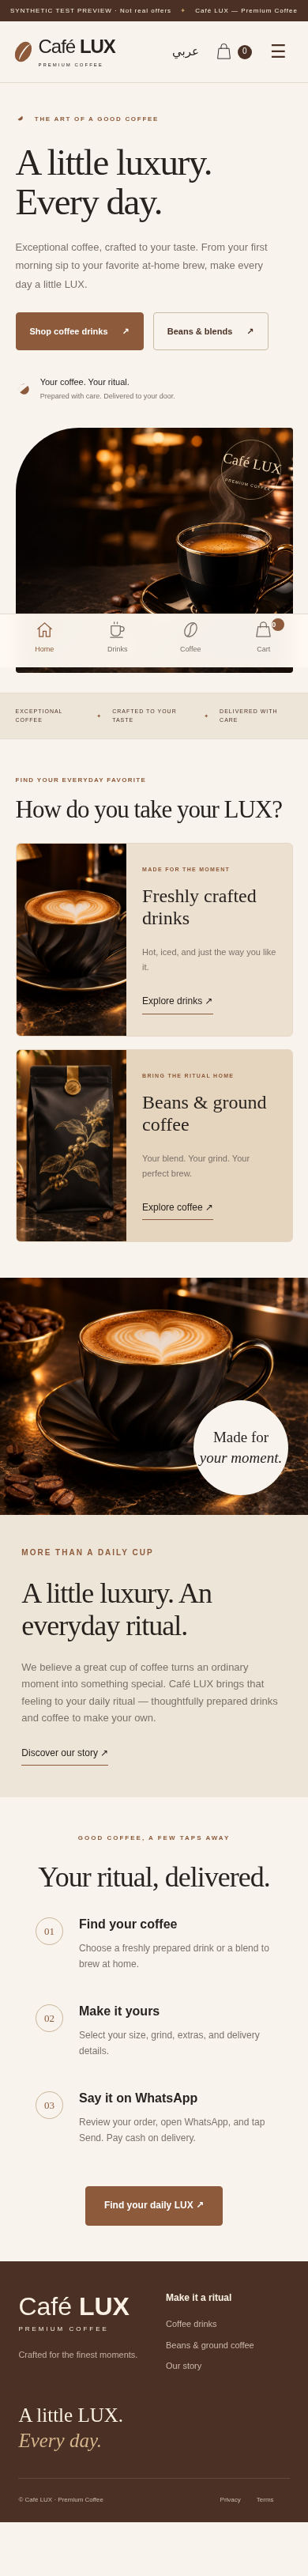 SYNTHETIC TEST PREVIEW · Not real offers + Café LUX — Premium Coffee
Café LUX
PREMIUM COFFEE
عربي
0
THE ART OF A GOOD COFFEE
A little luxury.
Every day.
Exceptional coffee, crafted to your taste. From your first
morning sip to your favorite at-home brew, make every
day a little LUX.
Shop coffee drinks ↗
Beans & blends ↗
Your coffee. Your ritual.
Prepared with care. Delivered to your door.
Café LUX
PREMIUM COFFEE
Home
Drinks
Coffee
0
Cart
EXCEPTIONAL COFFEE
CRAFTED TO YOUR TASTE
DELIVERED WITH CARE
FIND YOUR EVERYDAY FAVORITE
How do you take your LUX?
MADE FOR THE MOMENT
Freshly crafted
drinks
Hot, iced, and just the way you like
it.
Explore drinks ↗
BRING THE RITUAL HOME
Beans & ground
coffee
Your blend. Your grind. Your
perfect brew.
Explore coffee ↗
Made for
your moment.
MORE THAN A DAILY CUP
A little luxury. An
everyday ritual.
We believe a great cup of coffee turns an ordinary
moment into something special. Café LUX brings that
feeling to your daily ritual — thoughtfully prepared drinks
and coffee to make your own.
Discover our story ↗
GOOD COFFEE, A FEW TAPS AWAY
Your ritual, delivered.
01
Find your coffee
Choose a freshly prepared drink or a blend to
brew at home.
02
Make it yours
Select your size, grind, extras, and delivery
details.
03
Say it on WhatsApp
Review your order, open WhatsApp, and tap
Send. Pay cash on delivery.
Find your daily LUX ↗
Café LUX
PREMIUM COFFEE
Crafted for the finest moments.
Make it a ritual
Coffee drinks
Beans & ground coffee
Our story
A little LUX.
Every day.
© Café LUX · Premium Coffee
Privacy
Terms